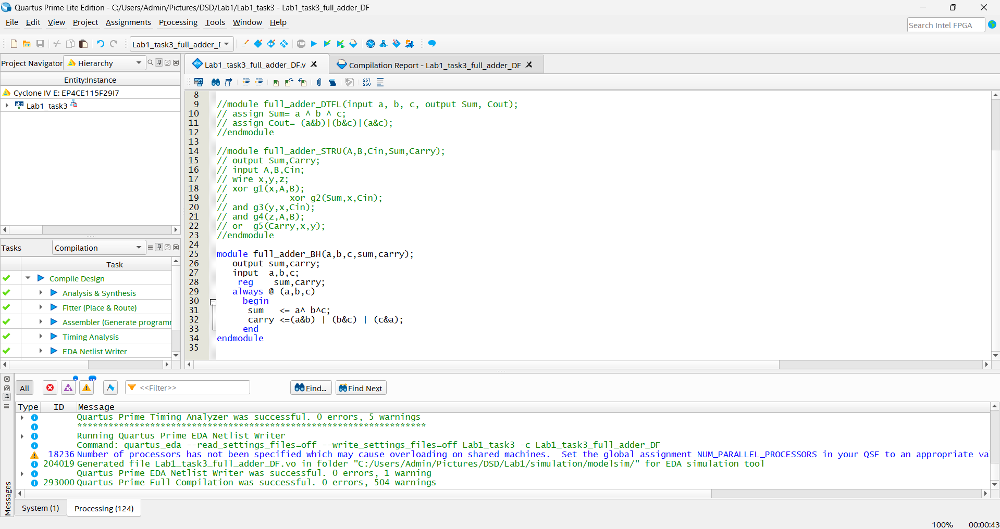 Quartus Prime Lite Edition - C:/Users/Admin/Pictures/DSD/Lab1/Lab1_task3 - Lab1_task3_full_adder_DF
File Edit View Project Assignments Processing Tools Window Help
Search Intel FPGA
Lab1_task3_full_adder_
STOP
Project Navigator Hierarchy
Lab1_task3_full_adder_DF.v
Compilation Report - Lab1_task3_full_adder_DF
267
268
Entity:Instance
Cyclone IV E: EP4CE115F29I7
Lab1_task3
8
9 //module full_adder_DTFL(input a, b, c, output Sum, Cout);
10 // assign Sum= a ^ b ^ c;
11 // assign Cout= (a&b)|(b&c)|(a&c);
12 //endmodule
13
14 //module full_adder_STRU(A,B,Cin,Sum,Carry);
15 // output Sum,Carry;
16 // input A,B,Cin;
17 // wire x,y,z;
18 // xor g1(x,A,B);
19 // xor g2(Sum,x,Cin);
20 // and g3(y,x,Cin);
21 // and g4(z,A,B);
22 // or g5(Carry,x,y);
23 //endmodule
24
25 module full_adder_BH(a,b,c,sum,carry);
26 output sum,carry;
27 input a,b,c;
28 reg sum,carry;
29 always @ (a,b,c)
30 begin
31 sum <= a^ b^c;
32 carry <=(a&b) | (b&c) | (c&a);
33 end
34 endmodule
35
Tasks Compilation
Task
Compile Design
Analysis & Synthesis
Fitter (Place & Route)
Assembler (Generate programm
Timing Analysis
EDA Netlist Writer
All <<Filter>> Find... Find Next
Type ID Message
Quartus Prime Timing Analyzer was successful. 0 errors, 5 warnings
*******************************************************************
Running Quartus Prime EDA Netlist Writer
Command: quartus_eda --read_settings_files=off --write_settings_files=off Lab1_task3 -c Lab1_task3_full_adder_DF
18236 Number of processors has not been specified which may cause overloading on shared machines. Set the global assignment NUM_PARALLEL_PROCESSORS in your QSF to an appropriate va
204019 Generated file Lab1_task3_full_adder_DF.vo in folder "C:/Users/Admin/Pictures/DSD/Lab1/simulation/modelsim/" for EDA simulation tool
Quartus Prime EDA Netlist Writer was successful. 0 errors, 1 warning
293000 Quartus Prime Full Compilation was successful. 0 errors, 504 warnings
Messages
System (1) Processing (124)
100% 00:00:43